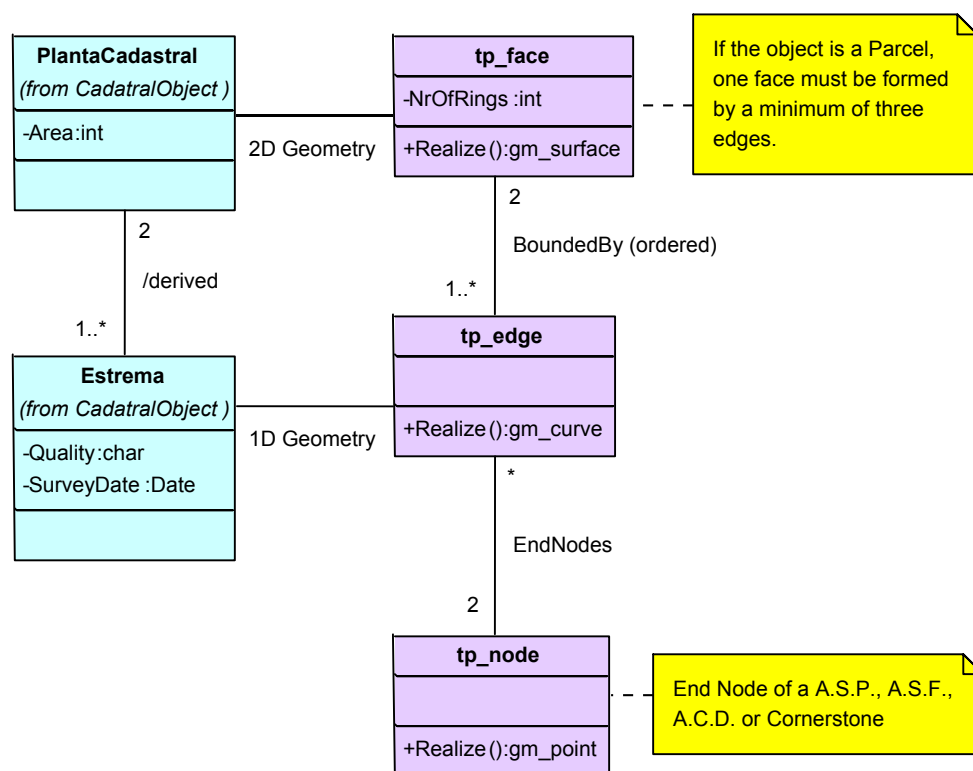 PlantaCadastral
(from CadatralObject )
-Area:int
2D Geometry
tp_face
-NrOfRings :int
+Realize():gm_surface
If the object is a Parcel,
one face must be formed
by a minimum of three
edges.
2
/derived
1..*
2
BoundedBy (ordered)
1..*
Estrema
(from CadatralObject )
-Quality:char
-SurveyDate :Date
1D Geometry
tp_edge
+Realize():gm_curve
*
EndNodes
2
tp_node
+Realize():gm_point
End Node of a A.S.P., A.S.F.,
A.C.D. or Cornerstone